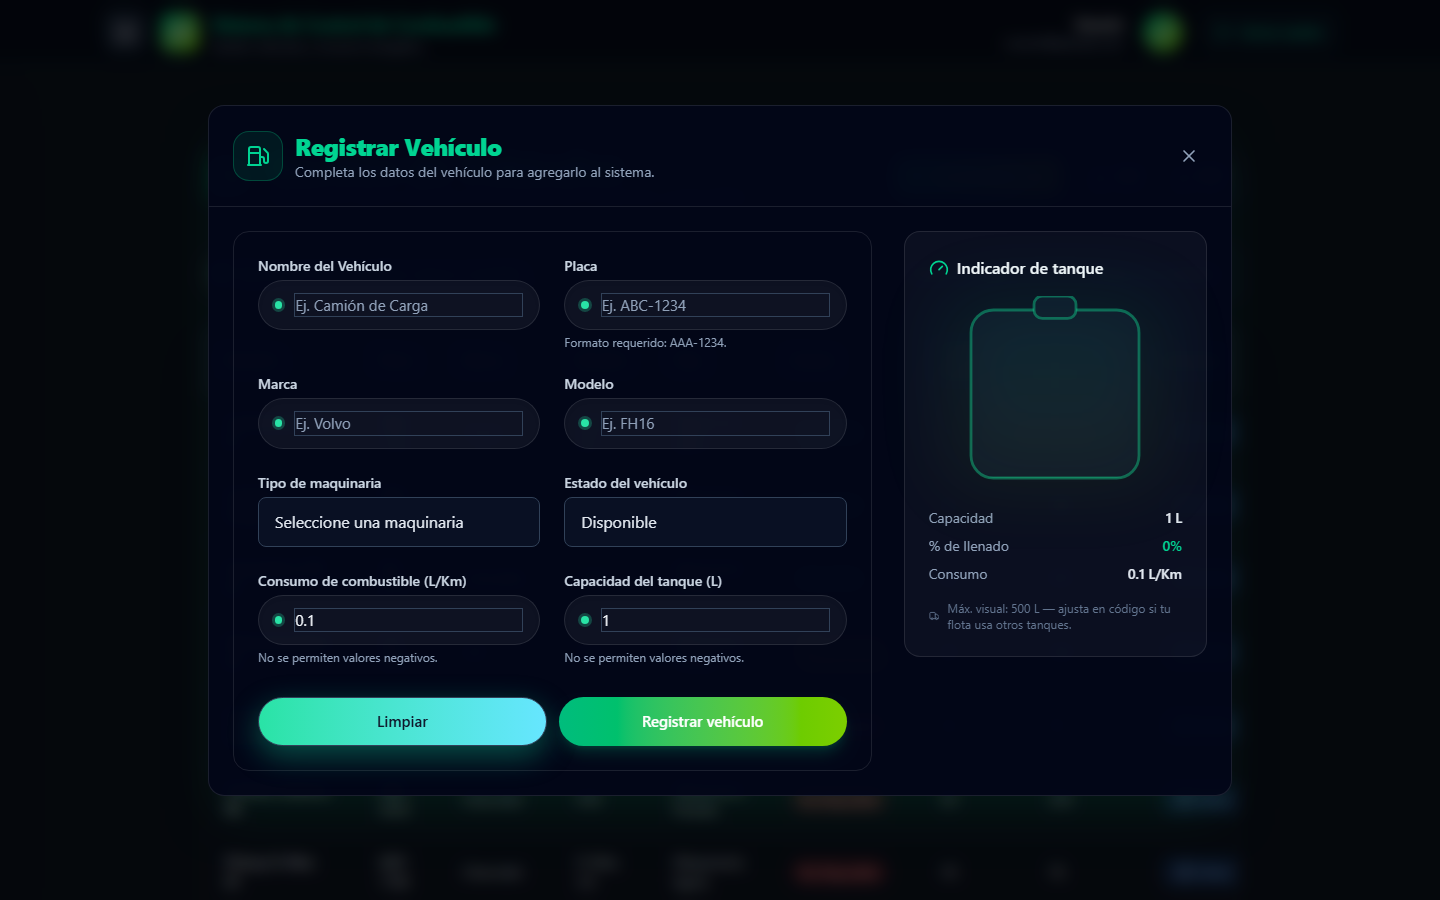 Registrar Vehículo
Completa los datos del vehículo para agregarlo al sistema.
Nombre del Vehículo
Ej. Camión de Carga
Placa
Ej. ABC-1234
Formato requerido: AAA-1234.
Marca
Ej. Volvo
Modelo
Ej. FH16
Tipo de maquinaria
Seleccione una maquinaria
Estado del vehículo
Disponible
Consumo de combustible (L/Km)
0.1
No se permiten valores negativos.
Capacidad del tanque (L)
1
No se permiten valores negativos.
Limpiar
Registrar vehículo
Indicador de tanque
Capacidad 1 L
% de llenado 0%
Consumo 0.1 L/Km
Máx. visual: 500 L — ajusta en código si tu
flota usa otros tanques.